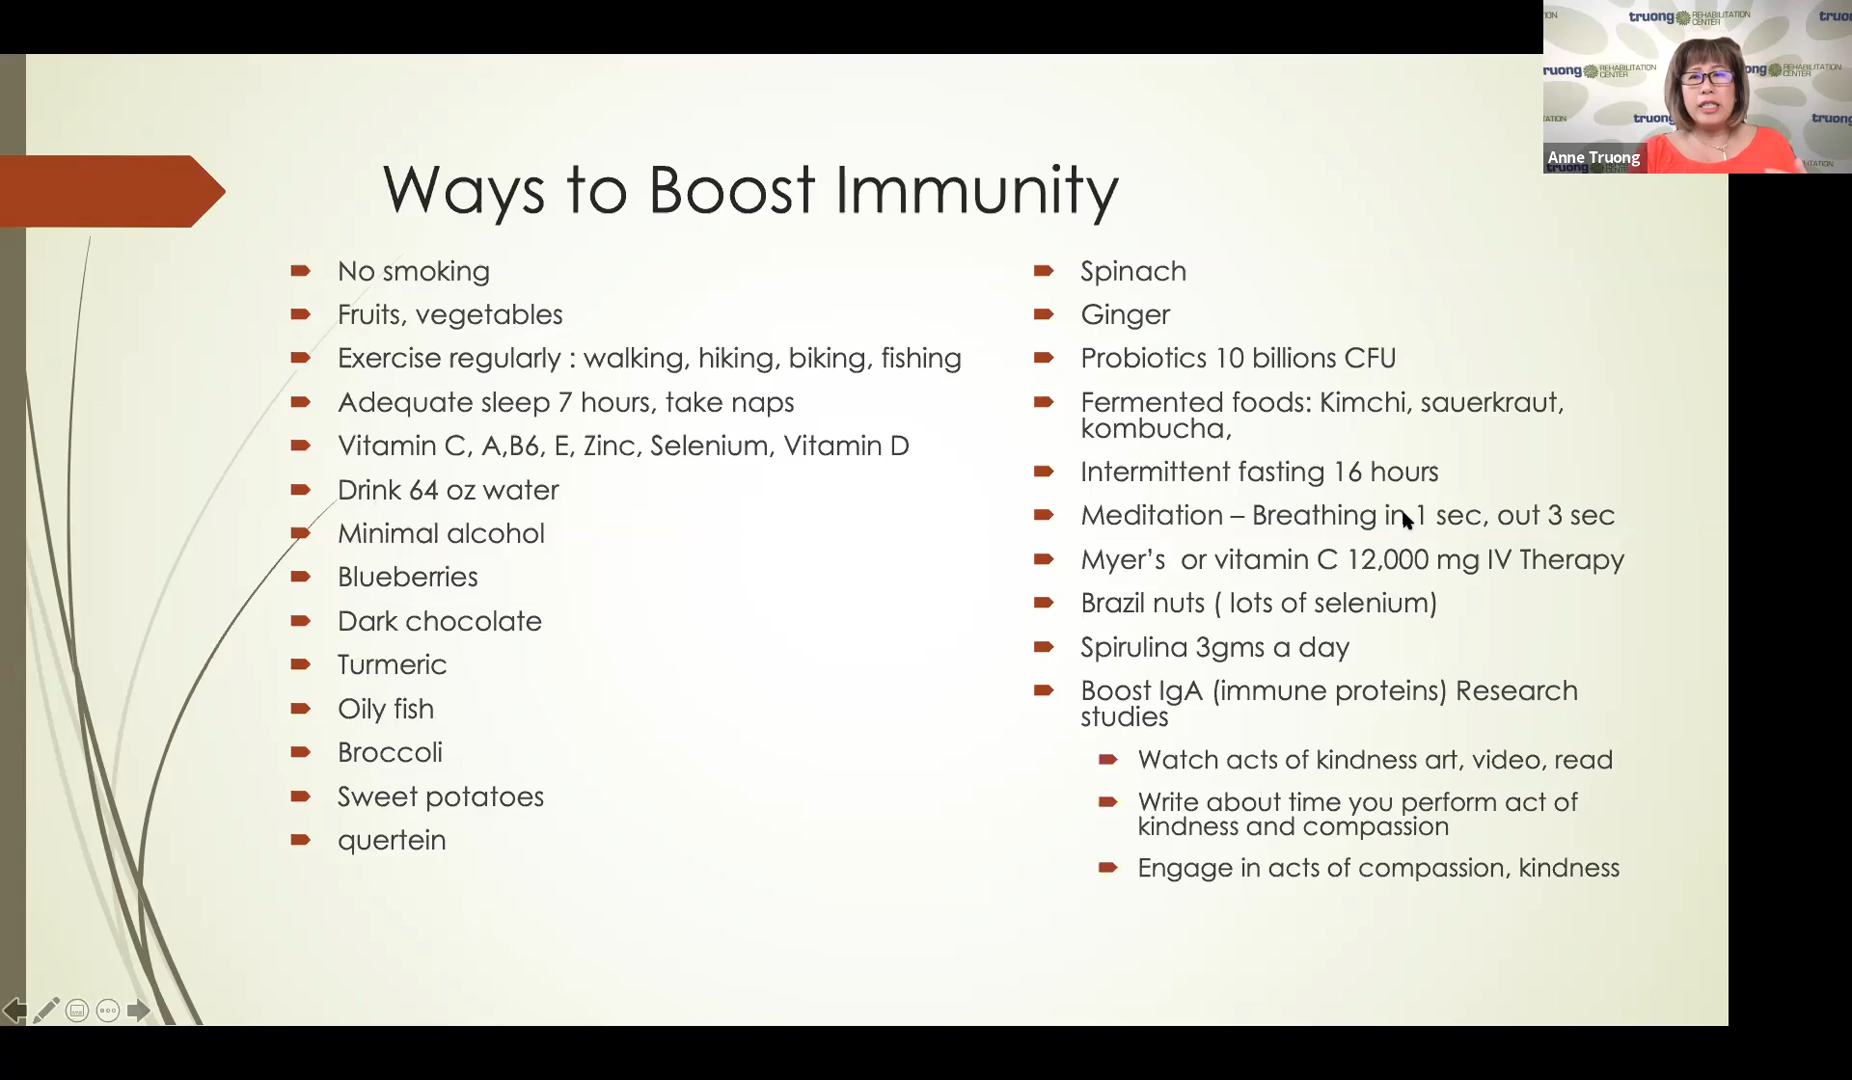 Ways to Boost Immunity
No smoking
Fruits, vegetables
Exercise regularly : walking, hiking, biking, fishing
Adequate sleep 7 hours, take naps
Vitamin C, A,B6, E, Zinc, Selenium, Vitamin D
Drink 64 oz water
Minimal alcohol
Blueberries
Dark chocolate
Turmeric
Oily fish
Broccoli
Sweet potatoes
quertein
Spinach
Ginger
Probiotics 10 billions CFU
Fermented foods: Kimchi, sauerkraut,
kombucha,
Intermittent fasting 16 hours
Meditation – Breathing in 1 sec, out 3 sec
Myer's  or vitamin C 12,000 mg IV Therapy
Brazil nuts ( lots of selenium)
Spirulina 3gms a day
Boost IgA (immune proteins) Research
studies
Watch acts of kindness art, video, read
Write about time you perform act of
kindness and compassion
Engage in acts of compassion, kindness
truong REHABILITATION
CENTER
Anne Truong